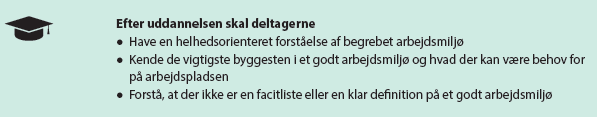 Efter uddannelsen skal deltagerne
• Have en helhedsorienteret forståelse af begrebet arbejdsmiljø
• Kende de vigtigste byggesten i et godt arbejdsmiljø og hvad der kan være behov for
på arbejdspladsen
• Forstå, at der ikke er en facitliste eller en klar definition på et godt arbejdsmiljø